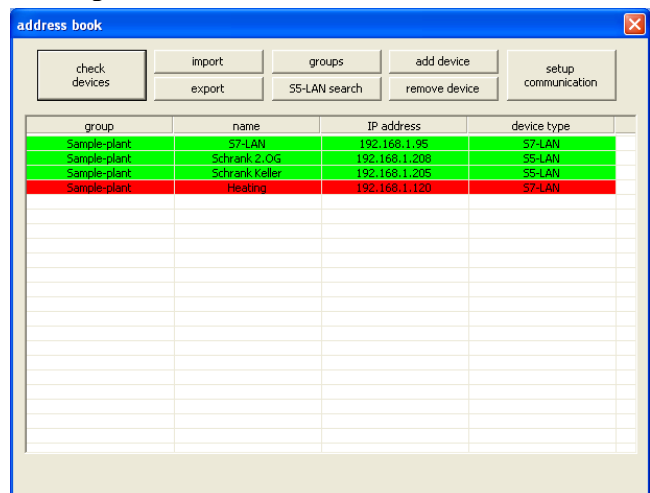 address book
check devices import groups add device setup communication
export S5-LAN search remove device
group name IP address device type
Sample-plant S7-LAN 192.168.1.95 S7-LAN
Sample-plant Schrank 2.OG 192.168.1.208 S5-LAN
Sample-plant Schrank Keller 192.168.1.205 S5-LAN
Sample-plant Heating 192.168.1.120 S7-LAN